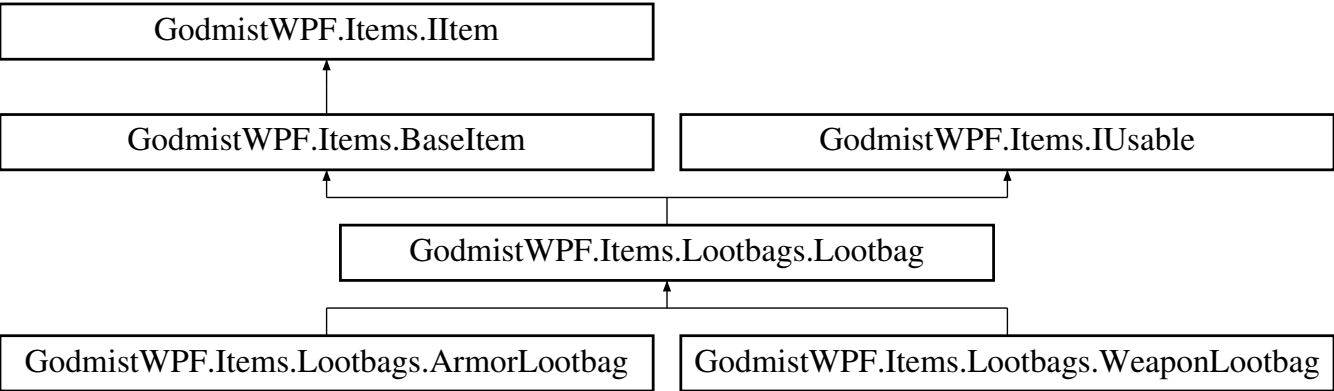 GodmistWPF.Items.IItem
GodmistWPF.Items.BaseItem
GodmistWPF.Items.IUsable
GodmistWPF.Items.Lootbags.Lootbag
GodmistWPF.Items.Lootbags.ArmorLootbag
GodmistWPF.Items.Lootbags.WeaponLootbag